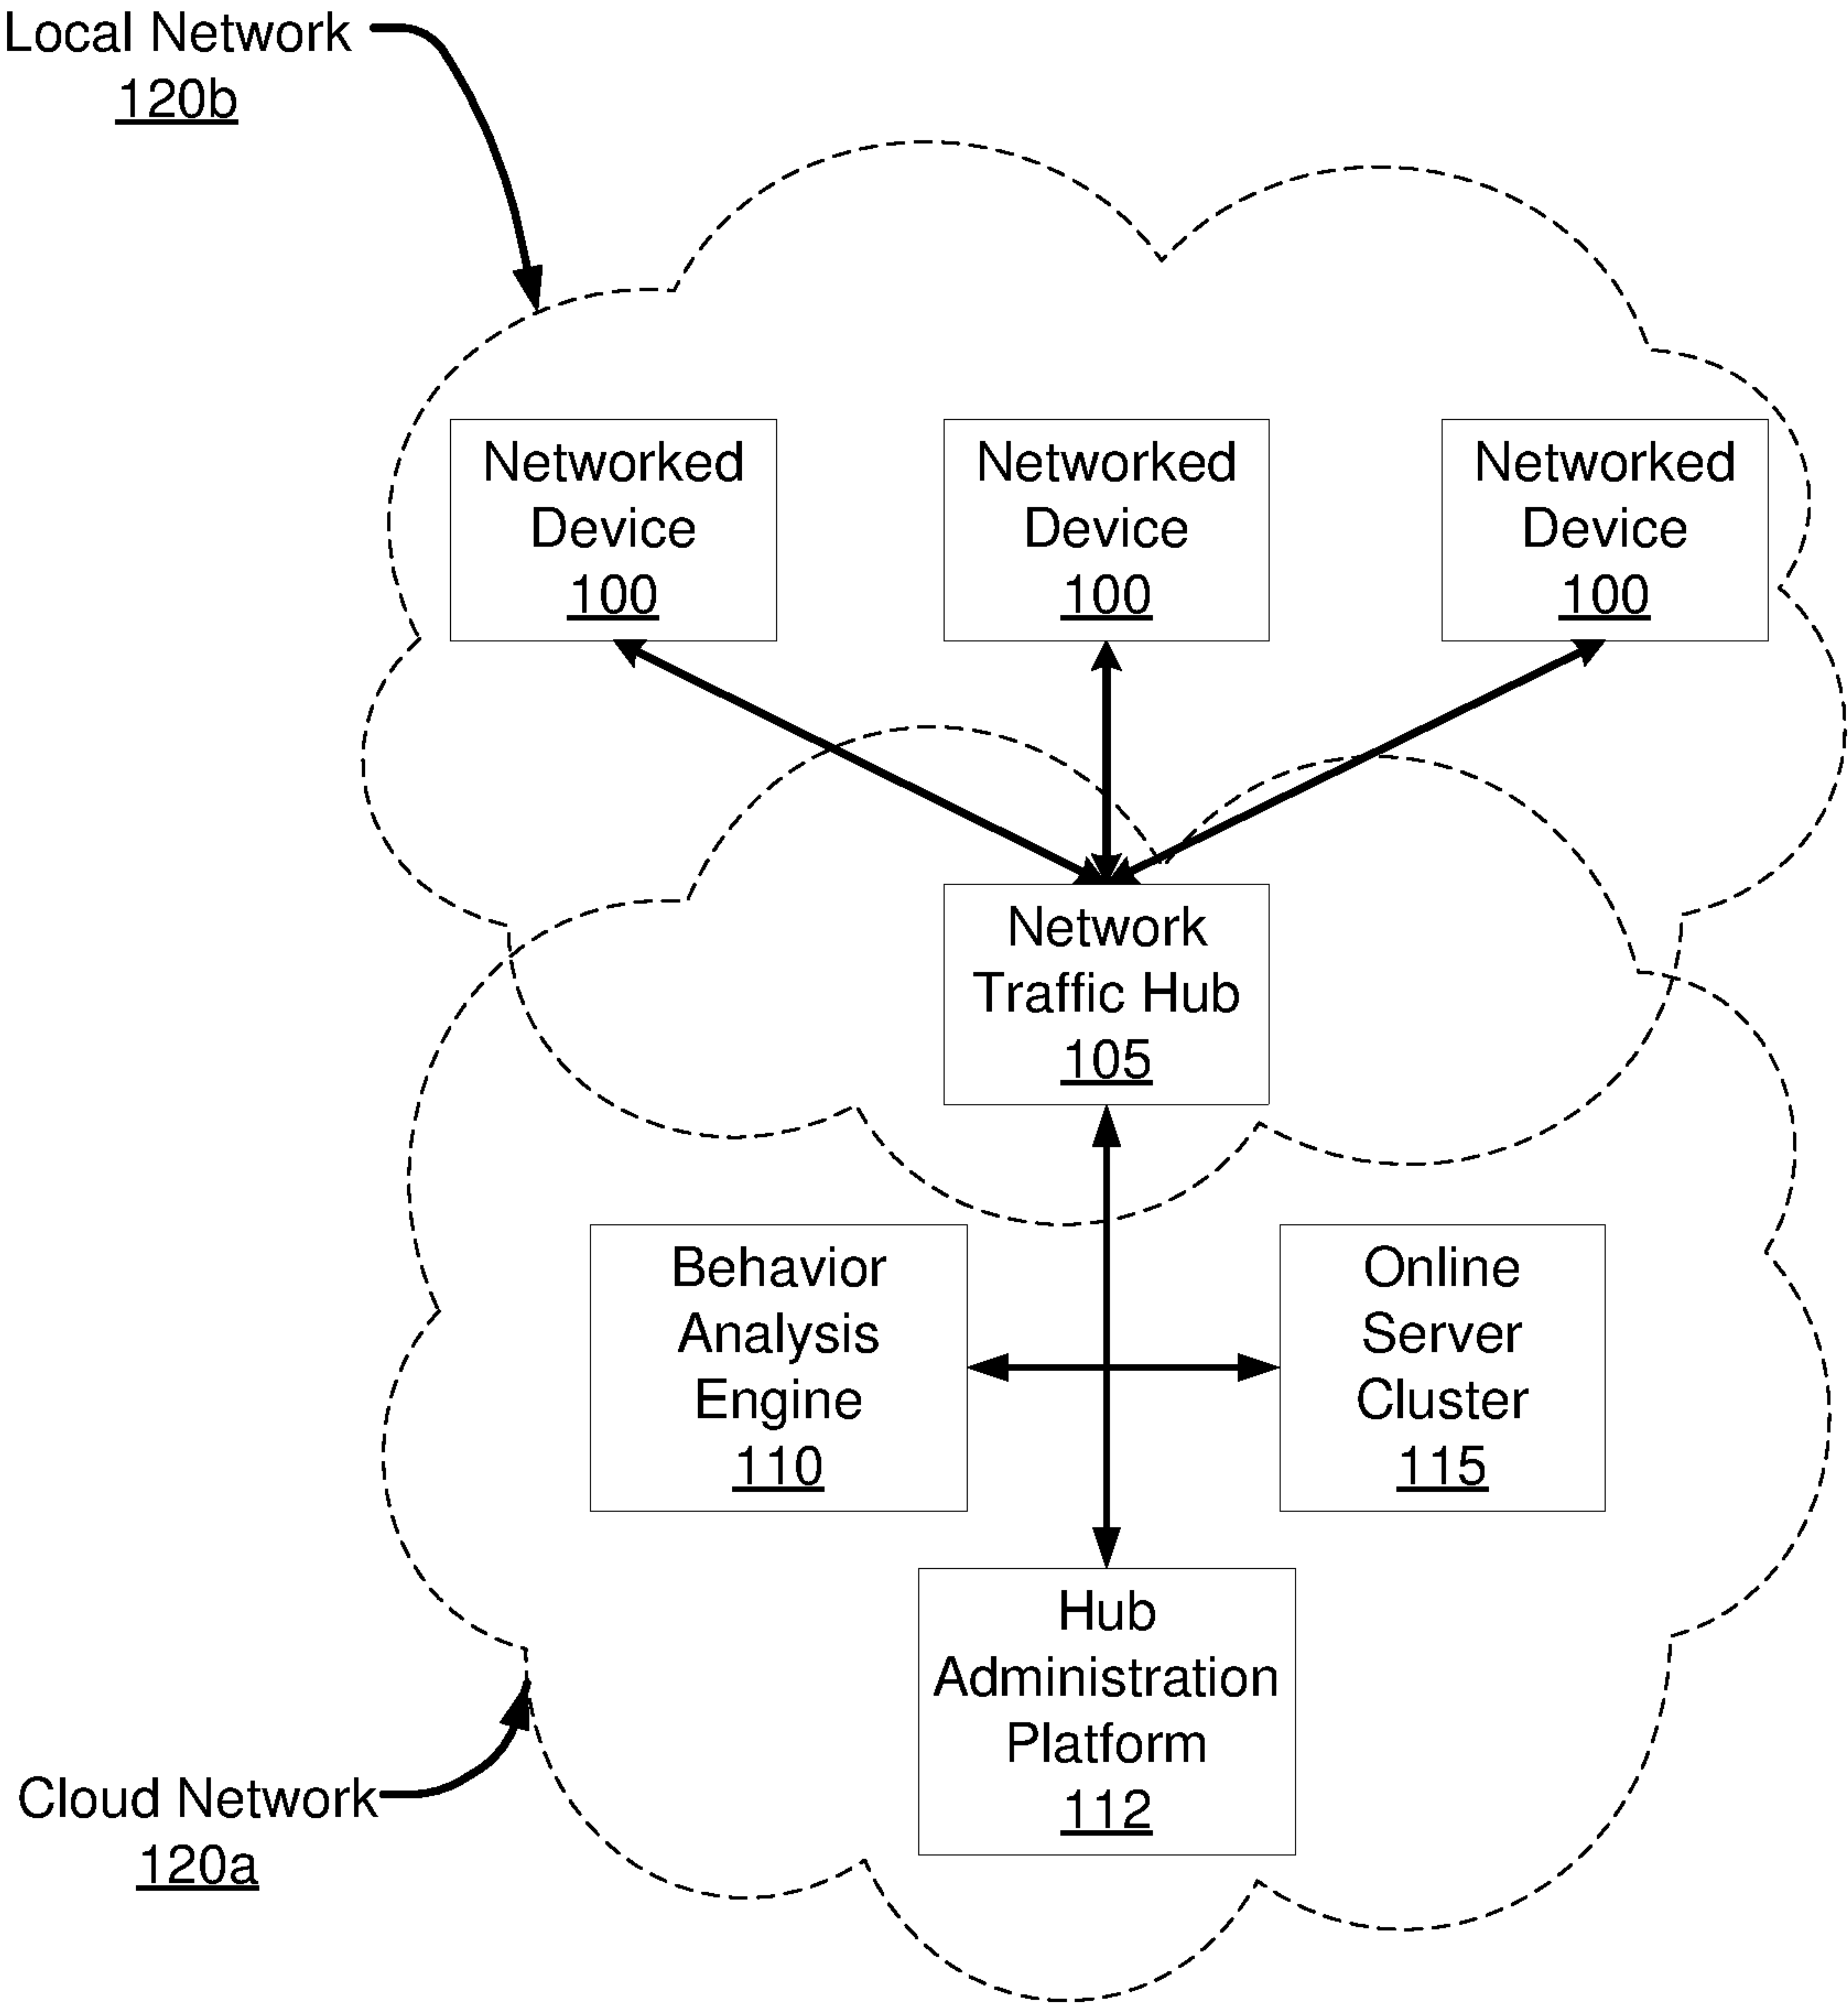 Local Network
120b
Networked
Device
100
Networked
Device
100
Networked
Device
100
Network
Traffic Hub
105
Behavior
Analysis
Engine
110
Online
Server
Cluster
115
Hub
Administration
Platform
112
Cloud Network
120a